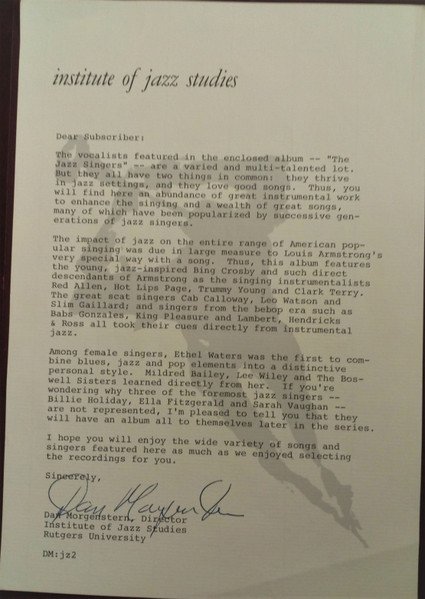 institute of jazz studies
Dear Subscriber:
The vocalists featured in the enclosed album -- "The
Jazz Singers" -- are a varied and multi-talented lot.
But they all have two things in common: they thrive
in jazz settings, and they love good songs. Thus, you
will find here an abundance of great instrumental work
to enhance the singing and a wealth of great songs,
many of which have been popularized by successive gen-
erations of jazz singers.
The impact of jazz on the entire range of American pop-
ular singing was due in large measure to Louis Armstrong's
very special way with a song. Thus, this album features
the young, jazz-inspired Bing Crosby and such direct
descendants of Armstrong as the singing instrumentalists
Red Allen, Hot Lips Page, Trummy Young and Clark Terry.
The great scat singers Cab Calloway, Leo Watson and
Slim Gaillard; and singers from the bebop era such as
Babs Gonzales, King Pleasure and Lambert, Hendricks
& Ross all took their cues directly from instrumental
jazz.
Among female singers, Ethel Waters was the first to com-
bine blues, jazz and pop elements into a distinctive
personal style. Mildred Bailey, Lee Wiley and The Bos-
well Sisters learned directly from her. If you're
wondering why three of the foremost jazz singers --
Billie Holiday, Ella Fitzgerald and Sarah Vaughan --
are not represented, I'm pleased to tell you that they
will have an album all to themselves later in the series.
I hope you will enjoy the wide variety of songs and
singers featured here as much as we enjoyed selecting
the recordings for you.
Sincerely,
Dan Morgenstern
Dan Morgenstern, Director
Institute of Jazz Studies
Rutgers University
DM:jz2